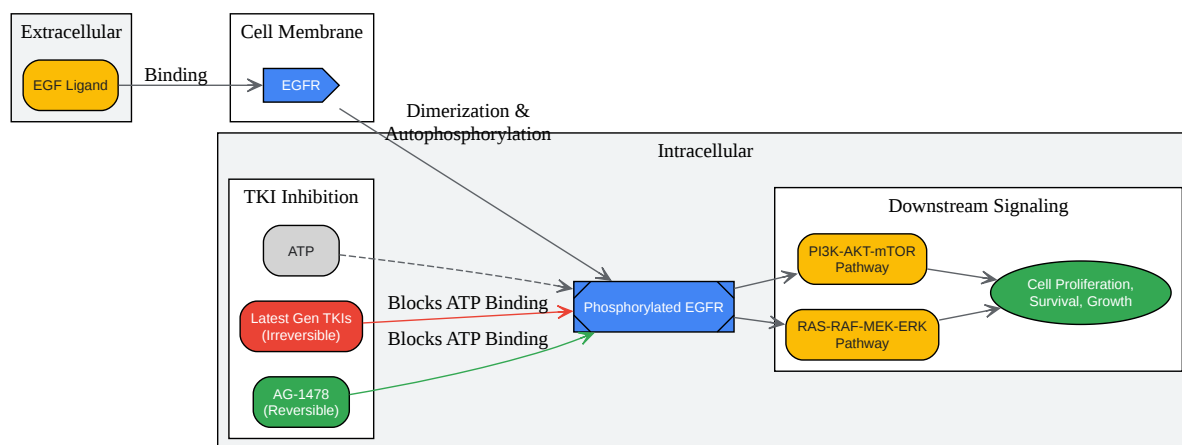 Extracellular
EGF Ligand
Binding
Cell Membrane
EGFR
Dimerization &
Autophosphorylation
Intracellular
TKI Inhibition
ATP
Latest Gen TKIs
(Irreversible)
AG-1478
(Reversible)
Blocks ATP Binding
Blocks ATP Binding
Phosphorylated EGFR
Downstream Signaling
PI3K-AKT-mTOR
Pathway
RAS-RAF-MEK-ERK
Pathway
Cell Proliferation,
Survival, Growth